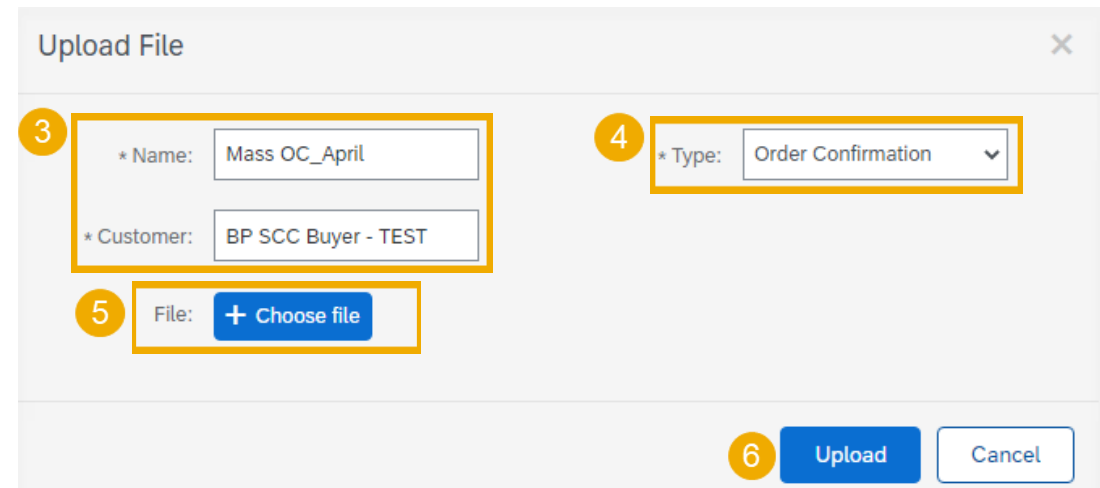 Upload File ×
3 * Name: Mass OC_April 4 * Type: Order Confirmation
* Customer: BP SCC Buyer - TEST
5 File: + Choose file
6 Upload Cancel